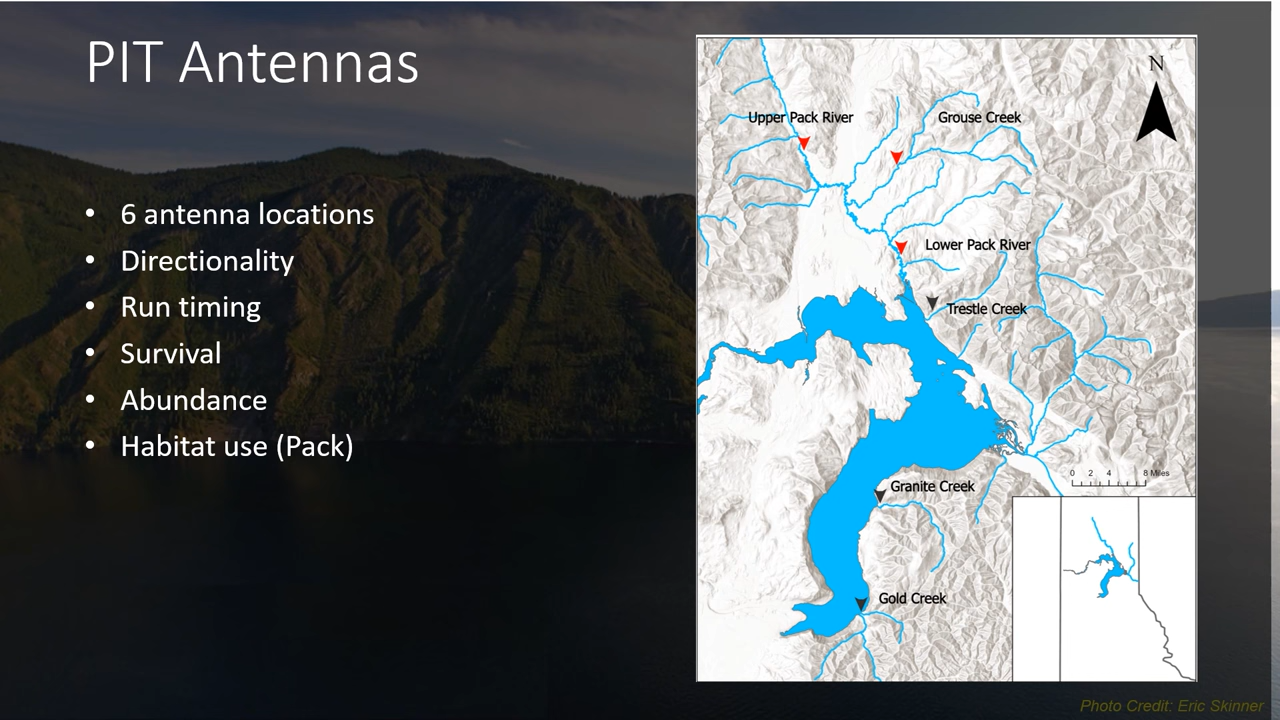 PIT Antennas
• 6 antenna locations
• Directionality
• Run timing
• Survival
• Abundance
• Habitat use (Pack)
N
Upper Pack River
Grouse Creek
Lower Pack River
Trestle Creek
0 2 4 8 Miles
Granite Creek
Gold Creek
Photo Credit: Eric Skinner